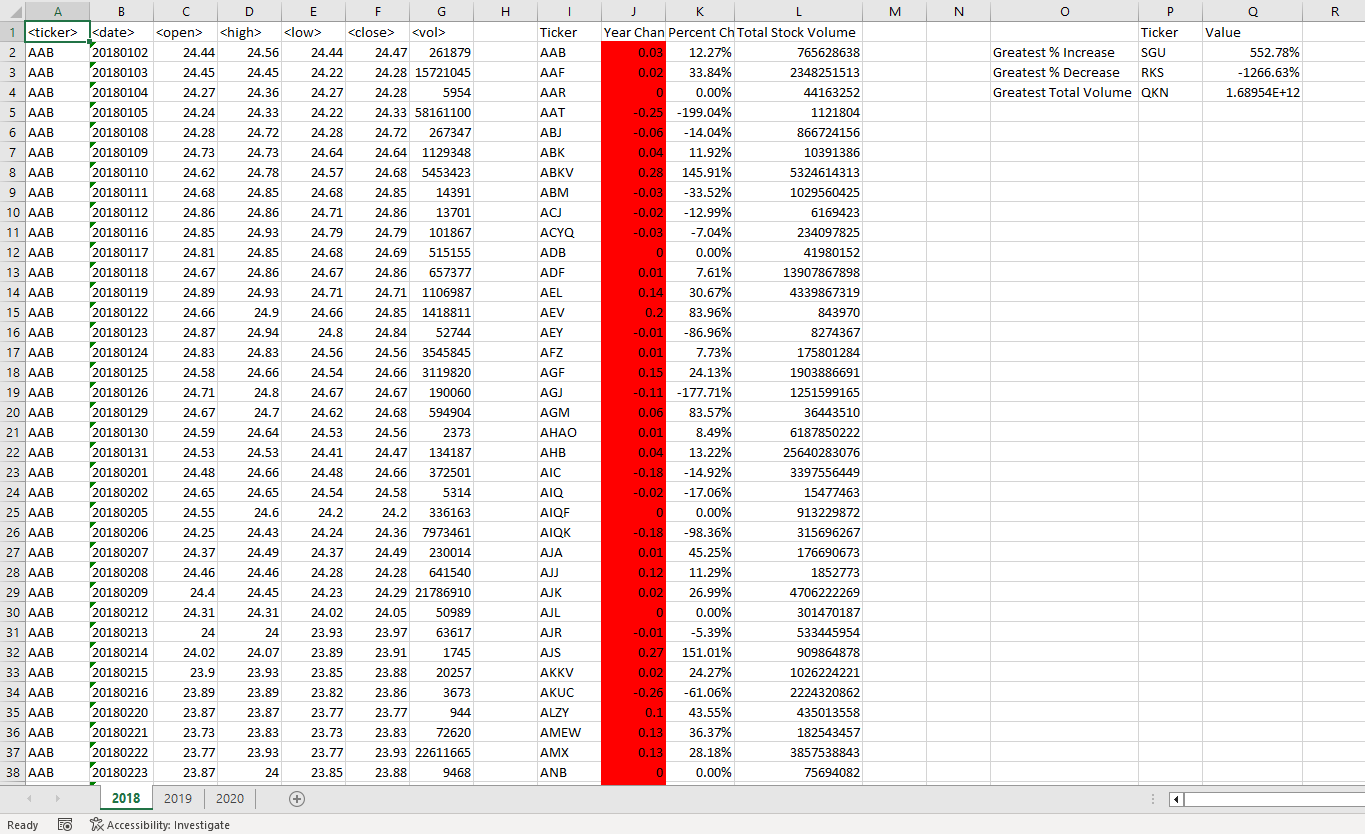 A B C D E F G H I J K L M N O P Q R
1 <ticker> <date> <open> <high> <low> <close> <vol> Ticker Year Chan Percent Ch Total Stock Volume Ticker Value
2 AAB 20180102 24.44 24.56 24.44 24.47 261879 AAB 0.03 12.27% 765628638 Greatest % Increase SGU 552.78%
3 AAB 20180103 24.45 24.45 24.22 24.28 15721045 AAF 0.02 33.84% 2348251513 Greatest % Decrease RKS -1266.63%
4 AAB 20180104 24.27 24.36 24.27 24.28 5954 AAR 0 0.00% 44163252 Greatest Total Volume QKN 1.68954E+12
5 AAB 20180105 24.24 24.33 24.22 24.33 58161100 AAT -0.25 -199.04% 1121804
6 AAB 20180108 24.28 24.72 24.28 24.72 267347 ABJ -0.06 -14.04% 866724156
7 AAB 20180109 24.73 24.73 24.64 24.64 1129348 ABK 0.04 11.92% 10391386
8 AAB 20180110 24.62 24.78 24.57 24.68 5453423 ABKV 0.28 145.91% 5324614313
9 AAB 20180111 24.68 24.85 24.68 24.85 14391 ABM -0.03 -33.52% 1029560425
10 AAB 20180112 24.86 24.86 24.71 24.86 13701 ACJ -0.02 -12.99% 6169423
11 AAB 20180116 24.85 24.93 24.79 24.79 101867 ACYQ -0.03 -7.04% 234097825
12 AAB 20180117 24.81 24.85 24.68 24.69 515155 ADB 0 0.00% 41980152
13 AAB 20180118 24.67 24.86 24.67 24.86 657377 ADF 0.01 7.61% 13907867898
14 AAB 20180119 24.89 24.93 24.71 24.71 1106987 AEL 0.14 30.67% 4339867319
15 AAB 20180122 24.66 24.9 24.66 24.85 1418811 AEV 0.2 83.96% 843970
16 AAB 20180123 24.87 24.94 24.8 24.84 52744 AEY -0.01 -86.96% 8274367
17 AAB 20180124 24.83 24.83 24.56 24.56 3545845 AFZ 0.01 7.73% 175801284
18 AAB 20180125 24.58 24.66 24.54 24.66 3119820 AGF 0.15 24.13% 1903886691
19 AAB 20180126 24.71 24.8 24.67 24.67 190060 AGJ -0.11 -177.71% 1251599165
20 AAB 20180129 24.67 24.7 24.62 24.68 594904 AGM 0.06 83.57% 36443510
21 AAB 20180130 24.59 24.64 24.53 24.56 2373 AHAO 0.01 8.49% 6187850222
22 AAB 20180131 24.53 24.53 24.41 24.47 134187 AHB 0.04 13.22% 25640283076
23 AAB 20180201 24.48 24.66 24.48 24.66 372501 AIC -0.18 -14.92% 3397556449
24 AAB 20180202 24.65 24.65 24.54 24.58 5314 AIQ -0.02 -17.06% 15477463
25 AAB 20180205 24.55 24.6 24.2 24.2 336163 AIQF 0 0.00% 913229872
26 AAB 20180206 24.25 24.43 24.24 24.36 7973461 AIQK -0.18 -98.36% 315696267
27 AAB 20180207 24.37 24.49 24.37 24.49 230014 AJA 0.01 45.25% 176690673
28 AAB 20180208 24.46 24.46 24.28 24.28 641540 AJJ 0.12 11.29% 1852773
29 AAB 20180209 24.4 24.45 24.23 24.29 21786910 AJK 0.02 26.99% 4706222269
30 AAB 20180212 24.31 24.31 24.02 24.05 50989 AJL 0 0.00% 301470187
31 AAB 20180213 24 24 23.93 23.97 63617 AJR -0.01 -5.39% 533445954
32 AAB 20180214 24.02 24.07 23.89 23.91 1745 AJS 0.27 151.01% 909864878
33 AAB 20180215 23.9 23.93 23.85 23.88 20257 AKKV 0.02 24.27% 1026224221
34 AAB 20180216 23.89 23.89 23.82 23.86 3673 AKUC -0.26 -61.06% 2224320862
35 AAB 20180220 23.87 23.87 23.77 23.77 944 ALZY 0.1 43.55% 435013558
36 AAB 20180221 23.73 23.83 23.73 23.83 72620 AMEW 0.13 36.37% 182543457
37 AAB 20180222 23.77 23.93 23.77 23.93 22611665 AMX 0.13 28.18% 3857538843
38 AAB 20180223 23.87 24 23.85 23.88 9468 ANB 0 0.00% 75694082
2018 2019 2020
Ready Accessibility: Investigate